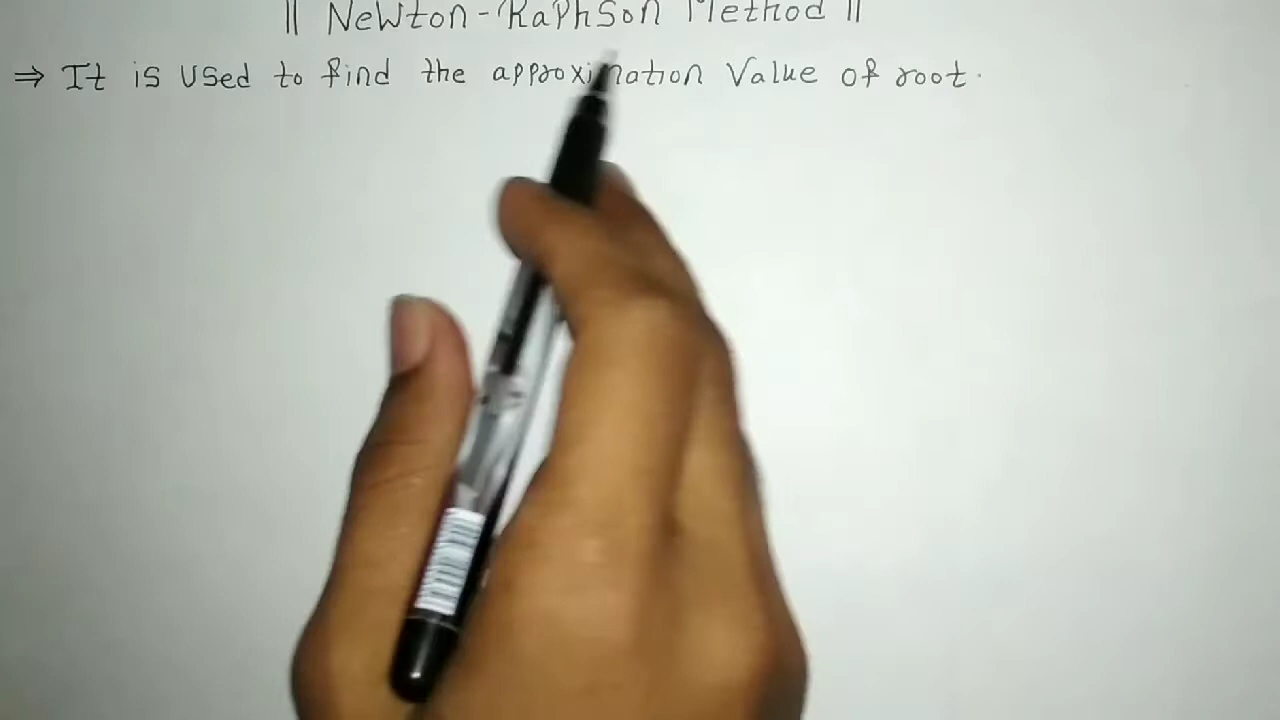 || Newton-Raphson Method ||
⇒ It is used to find the approximation value of root.